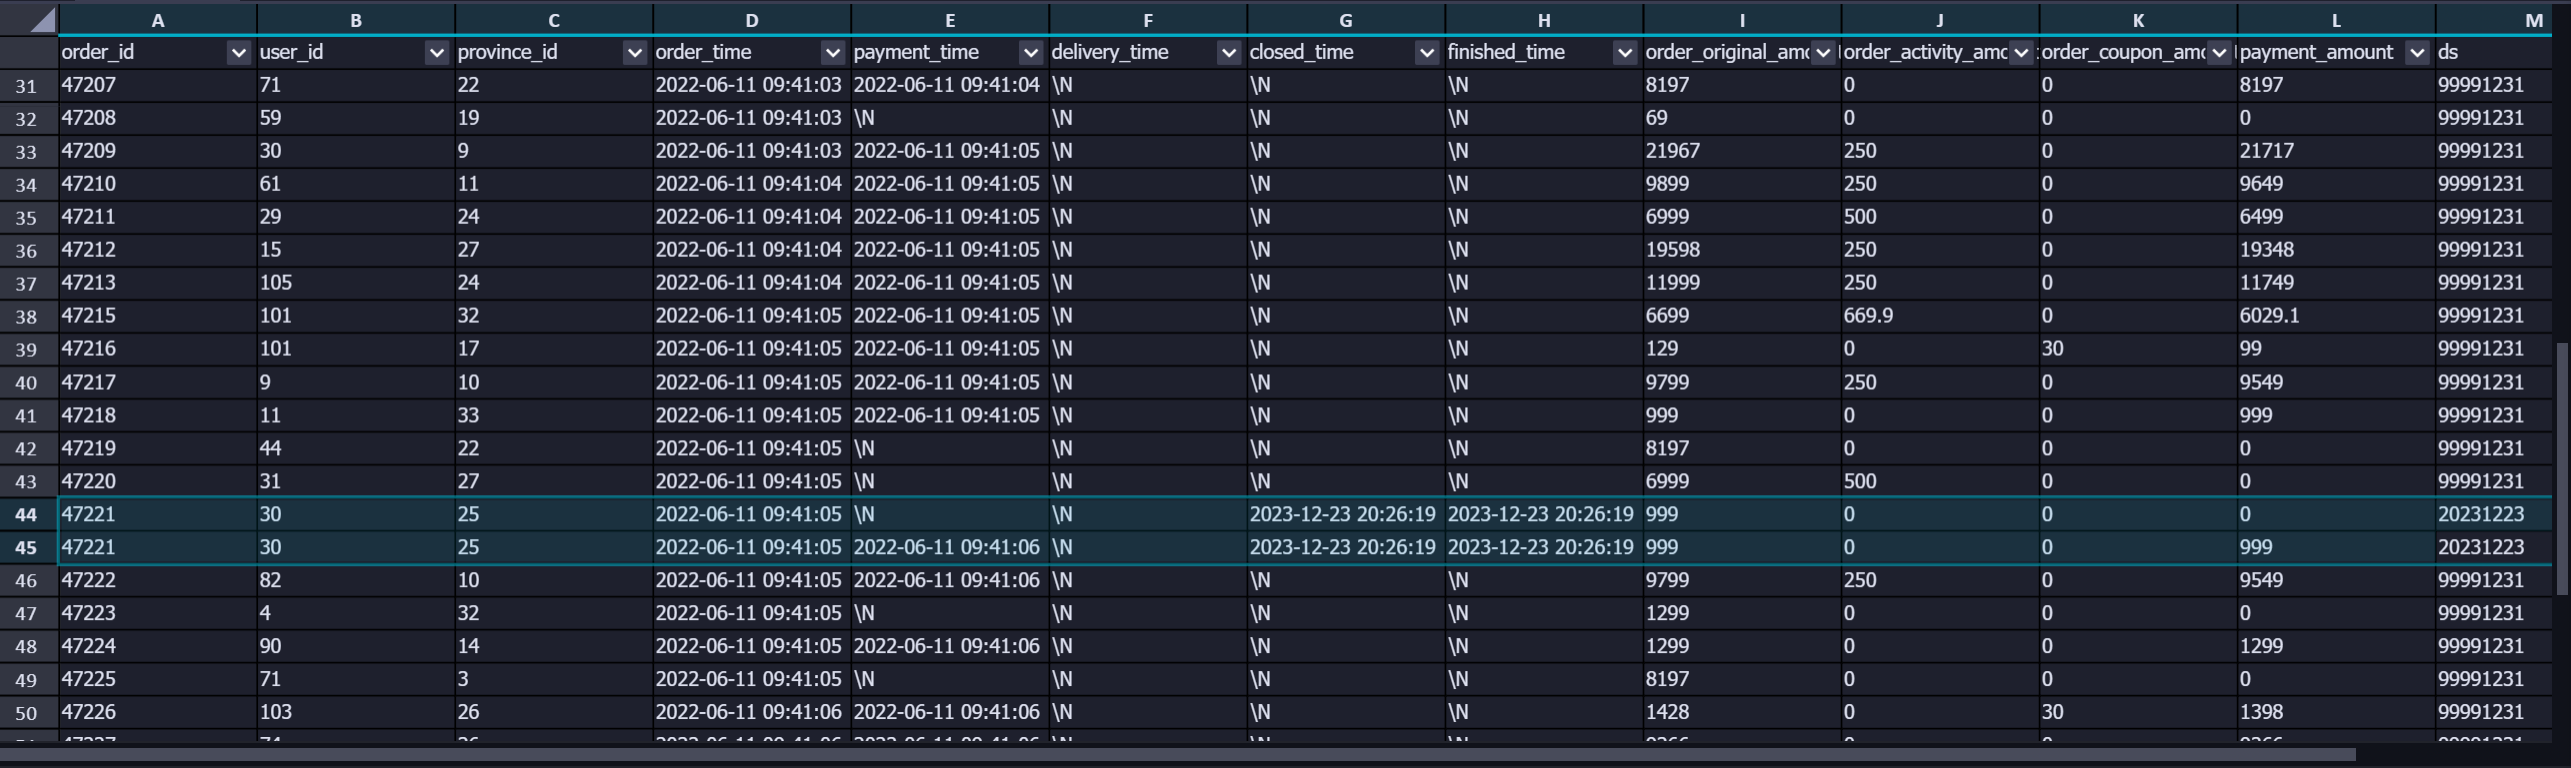 A B C D E F G H I J K L M
order_id user_id province_id order_time payment_time delivery_time closed_time finished_time order_original_amo order_activity_amo order_coupon_amo payment_amount ds
31 47207 71 22 2022-06-11 09:41:03 2022-06-11 09:41:04 \N \N \N 8197 0 0 8197 99991231
32 47208 59 19 2022-06-11 09:41:03 \N \N \N \N 69 0 0 0 99991231
33 47209 30 9 2022-06-11 09:41:03 2022-06-11 09:41:05 \N \N \N 21967 250 0 21717 99991231
34 47210 61 11 2022-06-11 09:41:04 2022-06-11 09:41:05 \N \N \N 9899 250 0 9649 99991231
35 47211 29 24 2022-06-11 09:41:04 2022-06-11 09:41:05 \N \N \N 6999 500 0 6499 99991231
36 47212 15 27 2022-06-11 09:41:04 2022-06-11 09:41:05 \N \N \N 19598 250 0 19348 99991231
37 47213 105 24 2022-06-11 09:41:04 2022-06-11 09:41:05 \N \N \N 11999 250 0 11749 99991231
38 47215 101 32 2022-06-11 09:41:05 2022-06-11 09:41:05 \N \N \N 6699 669.9 0 6029.1 99991231
39 47216 101 17 2022-06-11 09:41:05 2022-06-11 09:41:05 \N \N \N 129 0 30 99 99991231
40 47217 9 10 2022-06-11 09:41:05 2022-06-11 09:41:05 \N \N \N 9799 250 0 9549 99991231
41 47218 11 33 2022-06-11 09:41:05 2022-06-11 09:41:05 \N \N \N 999 0 0 999 99991231
42 47219 44 22 2022-06-11 09:41:05 \N \N \N \N 8197 0 0 0 99991231
43 47220 31 27 2022-06-11 09:41:05 \N \N \N \N 6999 500 0 0 99991231
44 47221 30 25 2022-06-11 09:41:05 \N \N 2023-12-23 20:26:19 2023-12-23 20:26:19 999 0 0 0 20231223
45 47221 30 25 2022-06-11 09:41:05 2022-06-11 09:41:06 \N 2023-12-23 20:26:19 2023-12-23 20:26:19 999 0 0 999 20231223
46 47222 82 10 2022-06-11 09:41:05 2022-06-11 09:41:06 \N \N \N 9799 250 0 9549 99991231
47 47223 4 32 2022-06-11 09:41:05 \N \N \N \N 1299 0 0 0 99991231
48 47224 90 14 2022-06-11 09:41:05 2022-06-11 09:41:06 \N \N \N 1299 0 0 1299 99991231
49 47225 71 3 2022-06-11 09:41:05 \N \N \N \N 8197 0 0 0 99991231
50 47226 103 26 2022-06-11 09:41:06 2022-06-11 09:41:06 \N \N \N 1428 0 30 1398 99991231